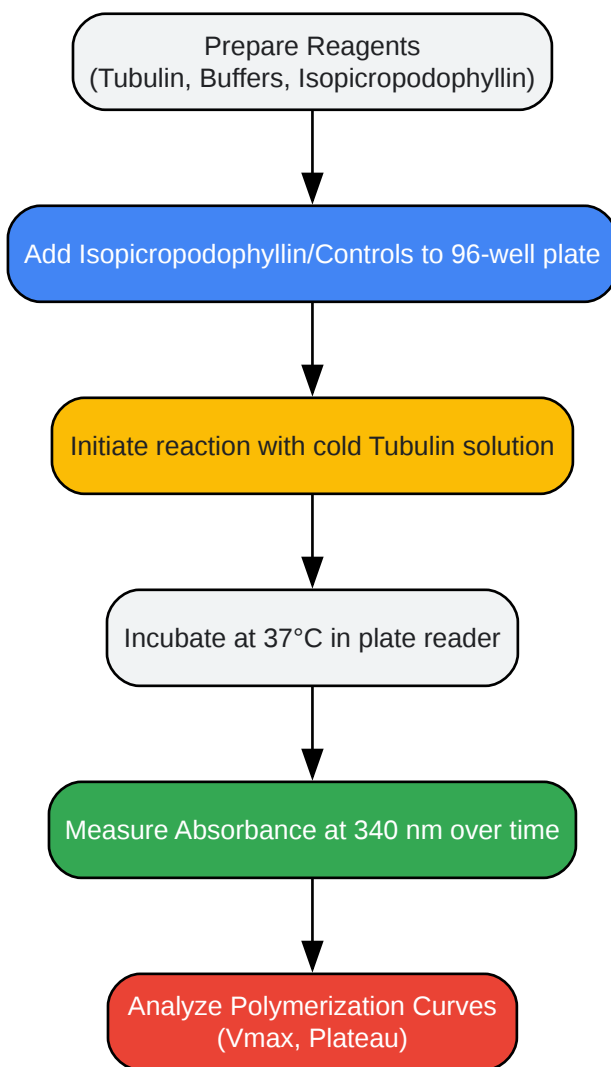 Prepare Reagents
(Tubulin, Buffers, Isopicropodophyllin)
Add Isopicropodophyllin/Controls to 96-well plate
Initiate reaction with cold Tubulin solution
Incubate at 37°C in plate reader
Measure Absorbance at 340 nm over time
Analyze Polymerization Curves
(Vmax, Plateau)